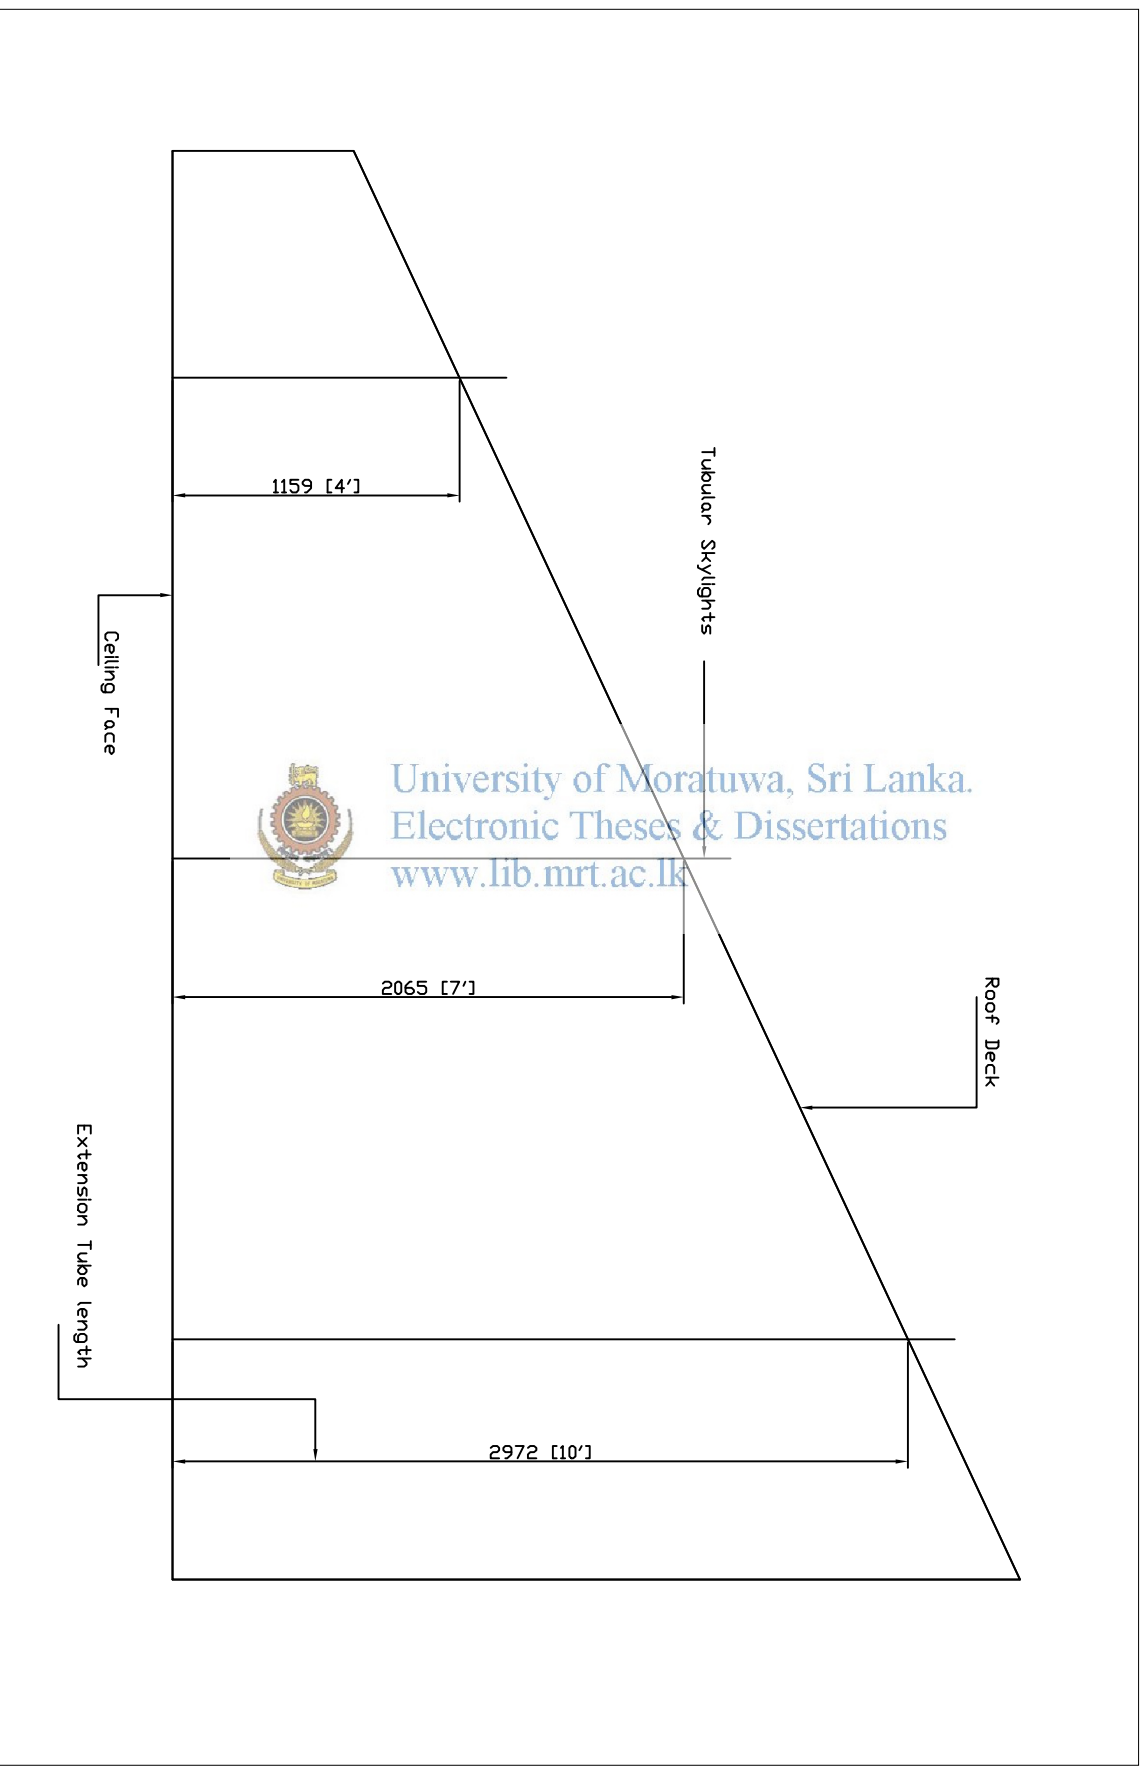 1159 [4']
Tubular Skylights
Ceiling Face
University of Moratuwa, Sri Lanka.
Electronic Theses & Dissertations
www.lib.mrt.ac.lk
2065 [7']
Roof Deck
Extension Tube length
2972 [10']